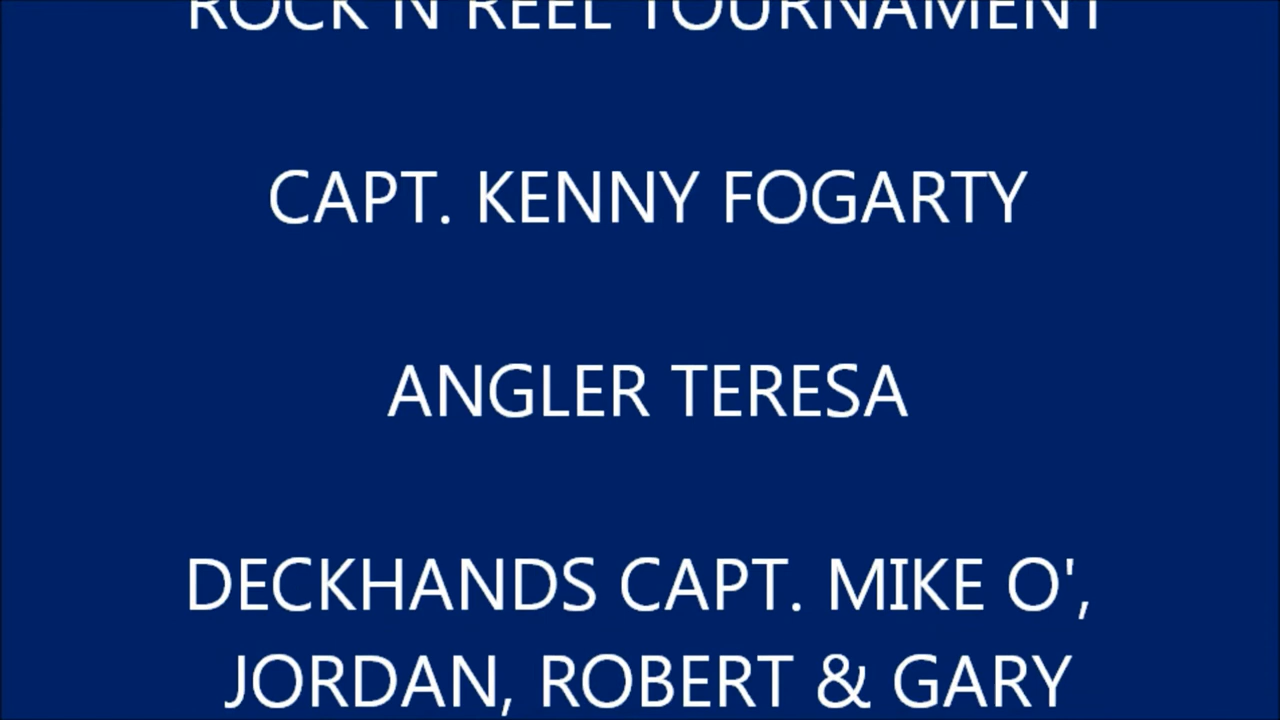 ROCK N REEL TOURNAMENT
CAPT. KENNY FOGARTY
ANGLER TERESA
DECKHANDS CAPT. MIKE O',
JORDAN, ROBERT & GARY